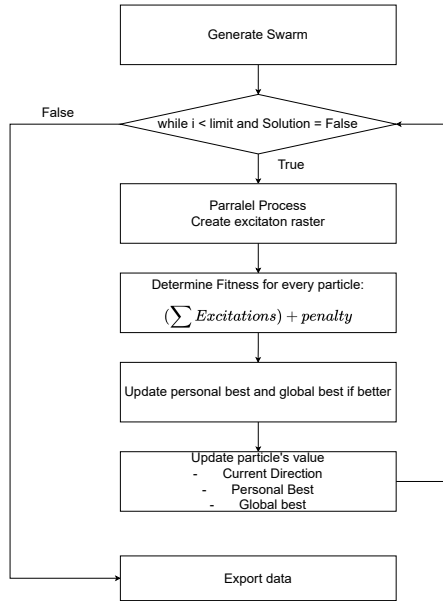 Generate Swarm
while i < limit and Solution = False
False
True
Parralel Process
Create excitaton raster
Determine Fitness for every particle:
(∑ Excitations) + penalty
Update personal best and global best if better
Update particle's value
- Current Direction
- Personal Best
- Global best
Export data